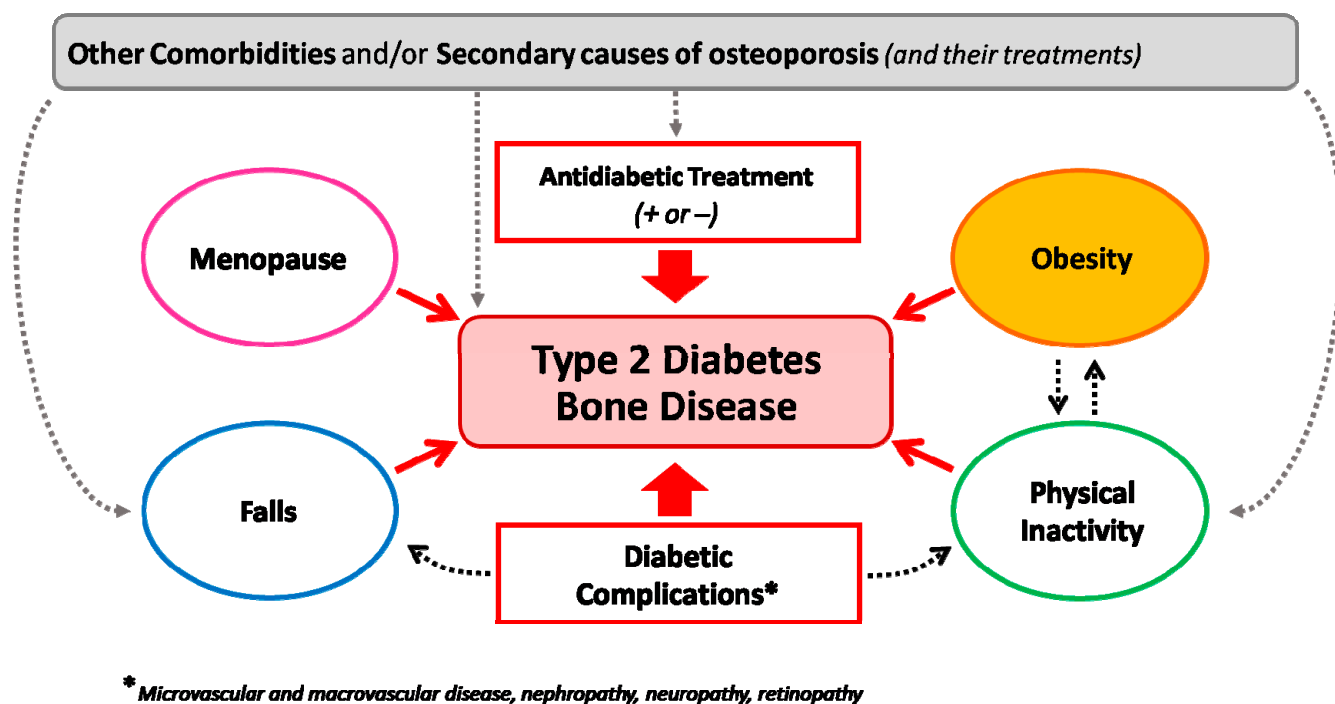 Other Comorbidities and/or Secondary causes of osteoporosis (and their treatments)
Antidiabetic Treatment
(+ or –)
Menopause
Obesity
Type 2 Diabetes
Bone Disease
Falls
Physical
Inactivity
Diabetic
Complications*
* Microvascular and macrovascular disease, nephropathy, neuropathy, retinopathy